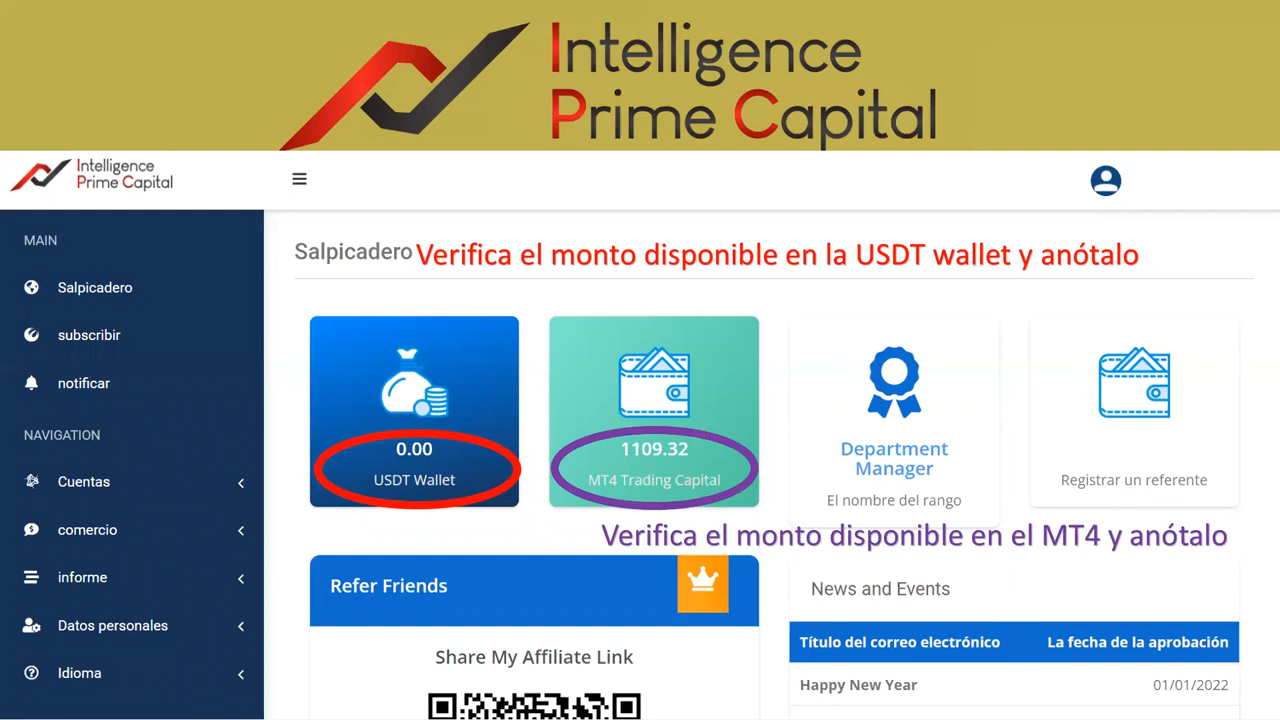 Intelligence
Prime Capital
Intelligence
Prime Capital
MAIN
Salpicadero
subscribir
notificar
NAVIGATION
Cuentas
comercio
informe
Datos personales
Idioma
Salpicadero Verifica el monto disponible en la USDT wallet y anótalo
0.00
USDT Wallet
1109.32
MT4 Trading Capital
Department
Manager
El nombre del rango
Registrar un referente
Verifica el monto disponible en el MT4 y anótalo
Refer Friends
Share My Affiliate Link
News and Events
Título del correo electrónico La fecha de la aprobación
Happy New Year 01/01/2022